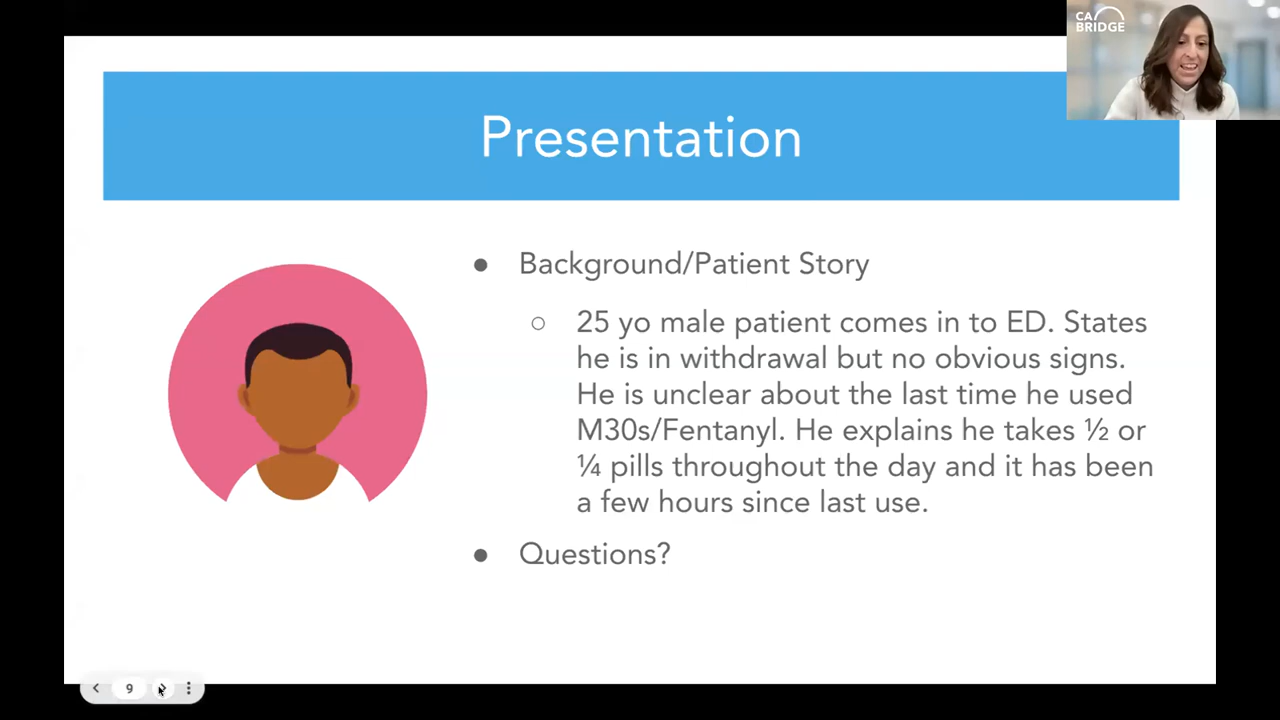 CA
BRIDGE
Presentation
● Background/Patient Story
○ 25 yo male patient comes in to ED. States
he is in withdrawal but no obvious signs.
He is unclear about the last time he used
M30s/Fentanyl. He explains he takes ½ or
¼ pills throughout the day and it has been
a few hours since last use.
● Questions?
9